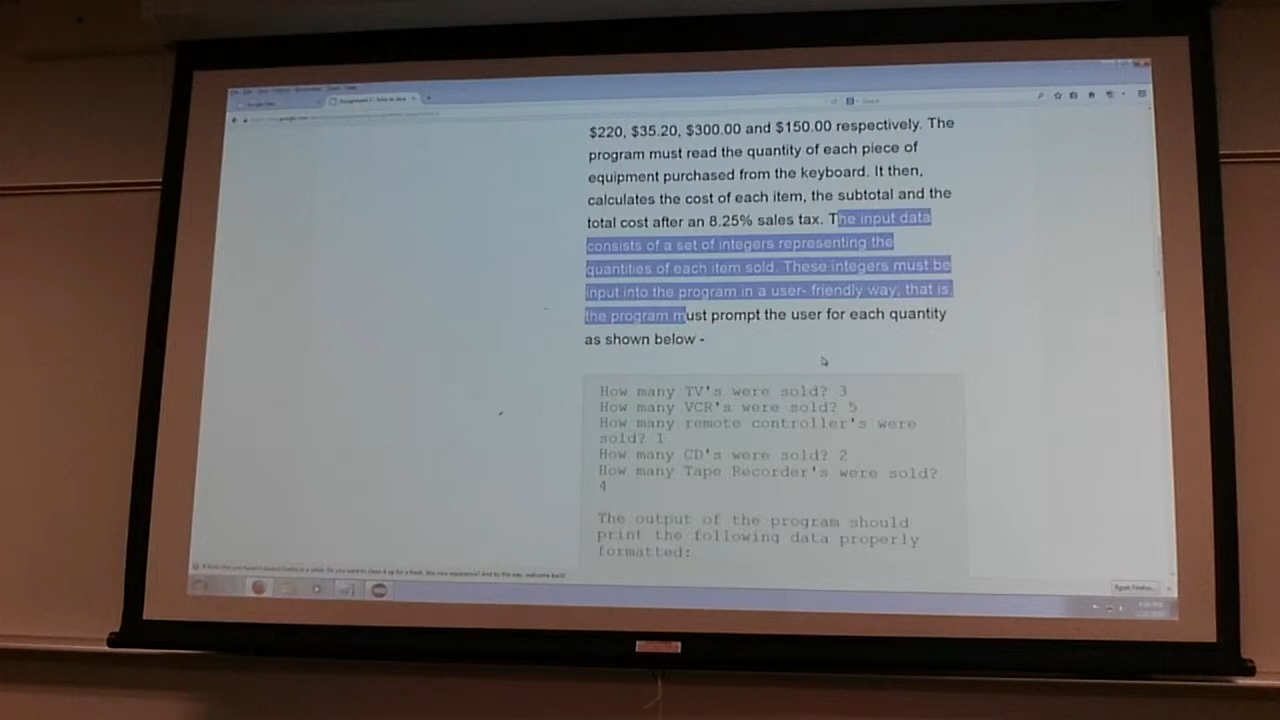 $220, $35.20, $300.00 and $150.00 respectively. The
program must read the quantity of each piece of
equipment purchased from the keyboard. It then,
calculates the cost of each item, the subtotal and the
total cost after an 8.25% sales tax. The input data
consists of a set of integers representing the
quantities of each item sold. These integers must be
input into the program in a user- friendly way; that is,
the program must prompt the user for each quantity
as shown below -
How many TV's were sold? 3
How many VCR's were sold? 5
How many remote controller's were
sold? 1
How many CD's were sold? 2
How many Tape Recorder's were sold?
4
The output of the program should
print the following data properly
formatted: